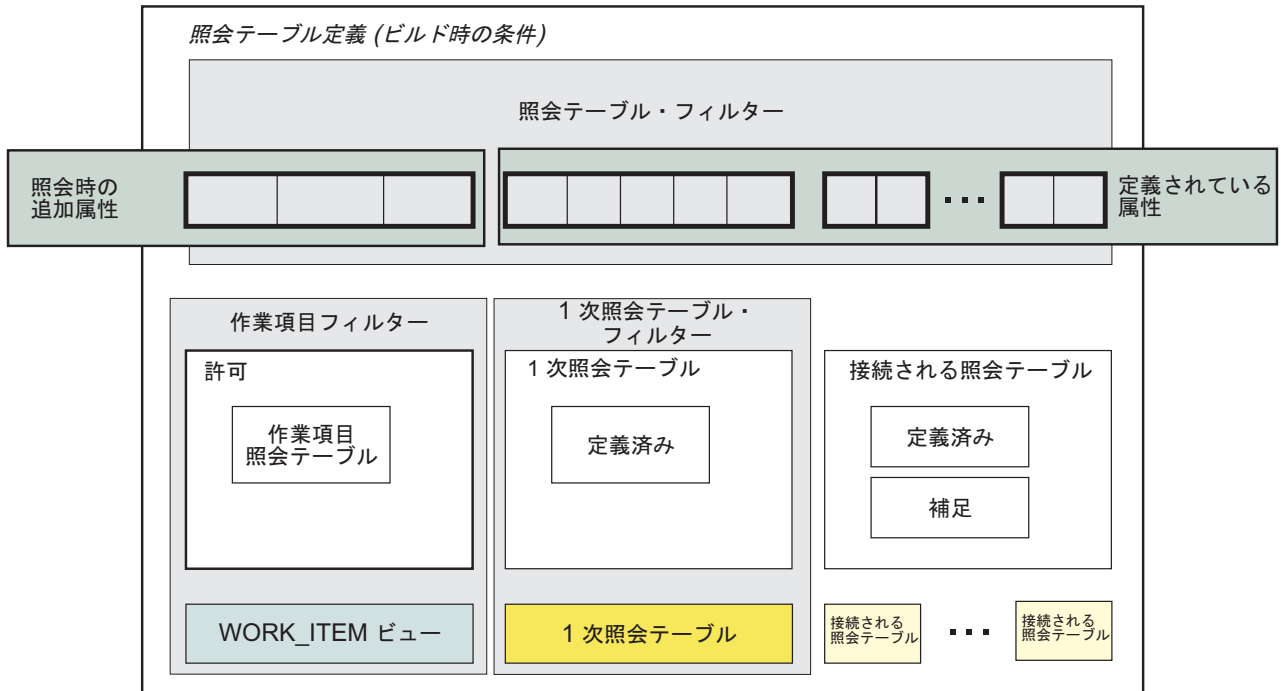 照会テーブル定義 (ビルド時の条件)
照会テーブル・フィルター
照会時の
追加属性
定義されている
属性
作業項目フィルター
許可
作業項目
照会テーブル
WORK_ITEM ビュー
1 次照会テーブル・
フィルター
1 次照会テーブル
定義済み
1 次照会テーブル
接続される照会テーブル
定義済み
補足
接続される
照会テーブル
接続される
照会テーブル